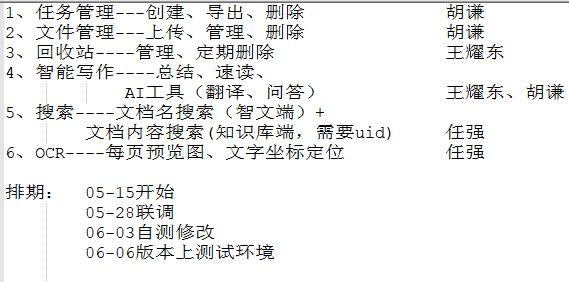 1、任务管理---创建、导出、删除 胡谦
2、文件管理---上传、管理、删除 胡谦
3、回收站----管理、定期删除 王耀东
4、智能写作----总结、速读、
AI工具（翻译、问答） 王耀东、胡谦
5、搜索----文档名搜索（智文端）+
文档内容搜索(知识库端，需要uid) 任强
6、OCR----每页预览图、文字坐标定位 任强
排期： 05-15开始
05-28联调
06-03自测修改
06-06版本上测试环境